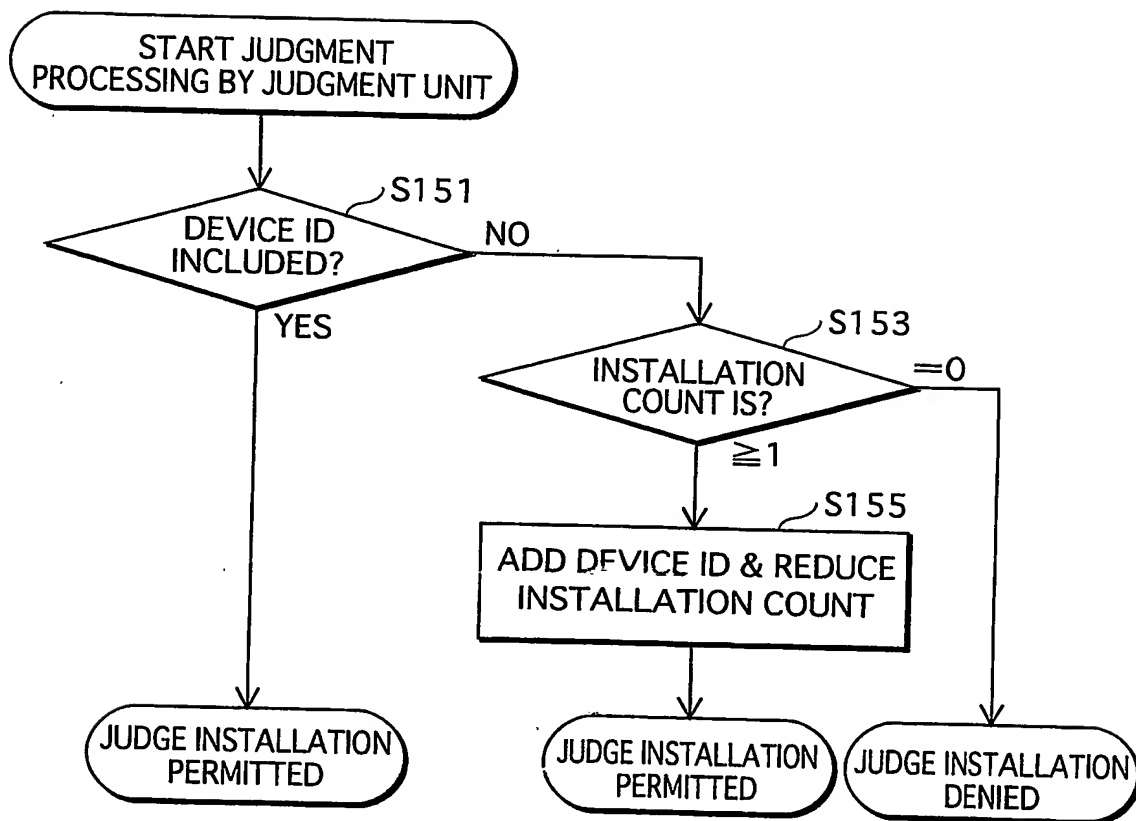 START JUDGMENT
PROCESSING BY JUDGMENT UNIT
S151
DEVICE ID
INCLUDED?
NO
YES
S153
INSTALLATION
COUNT IS?
=0
≧1
S155
ADD DEVICE ID & REDUCE
INSTALLATION COUNT
JUDGE INSTALLATION
PERMITTED
JUDGE INSTALLATION
PERMITTED
JUDGE INSTALLATION
DENIED